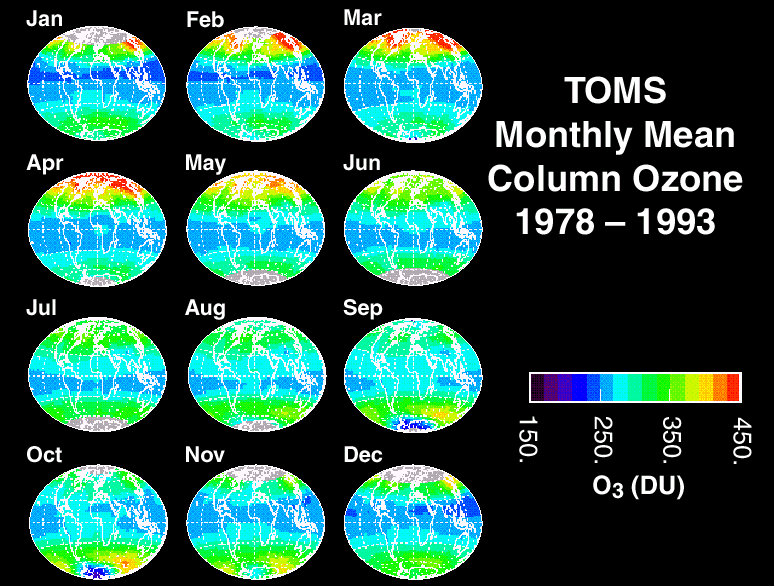 Jan
Feb
Mar
TOMS
Monthly Mean
Column Ozone
1978 – 1993
Apr
May
Jun
Jul
Aug
Sep
150.
250.
350.
450.
O3 (DU)
Oct
Nov
Dec